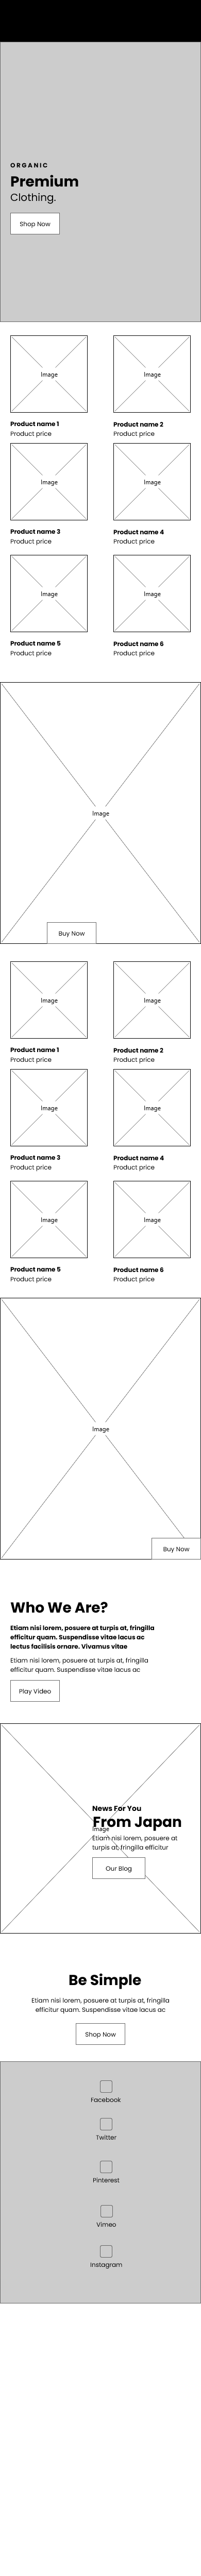 ORGANIC
Premium
Clothing.
Shop Now
Image
Image
Product name 1
Product name 2
Product price
Product price
Image
Image
Product name 3
Product name 4
Product price
Product price
Image
Image
Product name 5
Product name 6
Product price
Product price
Image
Buy Now
Image
Image
Product name 1
Product name 2
Product price
Product price
Image
Image
Product name 3
Product name 4
Product price
Product price
Image
Image
Product name 5
Product name 6
Product price
Product price
Image
Buy Now
Who We Are?
Etiam nisi lorem, posuere at turpis at, fringilla
efficitur quam. Suspendisse vitae lacus ac
lectus facilisis ornare. Vivamus vitae
Etiam nisi lorem, posuere at turpis at, fringilla
efficitur quam. Suspendisse vitae lacus ac
Play Video
News For You
From Japan
Image
Etiam nisi lorem, posuere at
turpis at, fringilla efficitur
Our Blog
Be Simple
Etiam nisi lorem, posuere at turpis at, fringilla
efficitur quam. Suspendisse vitae lacus ac
Shop Now
Facebook
Twitter
Pinterest
Vimeo
Instagram